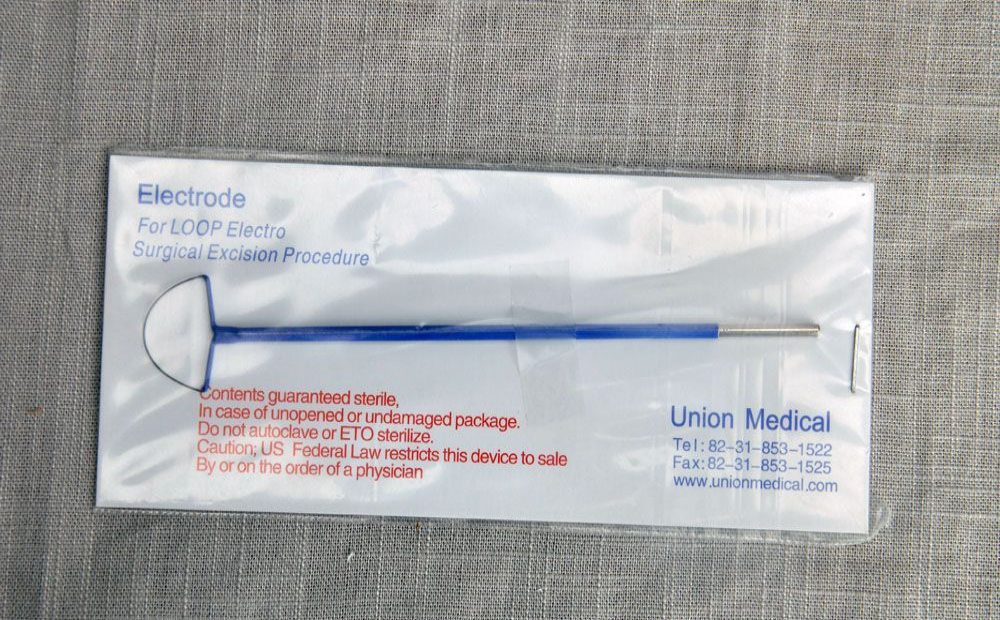 Electrode
For LOOP Electro
Surgical Excision Procedure
Contents guaranteed sterile,
In case of unopened or undamaged package.
Do not autoclave or ETO sterilize.
Caution; US Federal Law restricts this device to sale
By or on the order of a physician
Union Medical
Tel: 82-31-853-1522
Fax: 82-31-853-1525
www.unionmedical.com